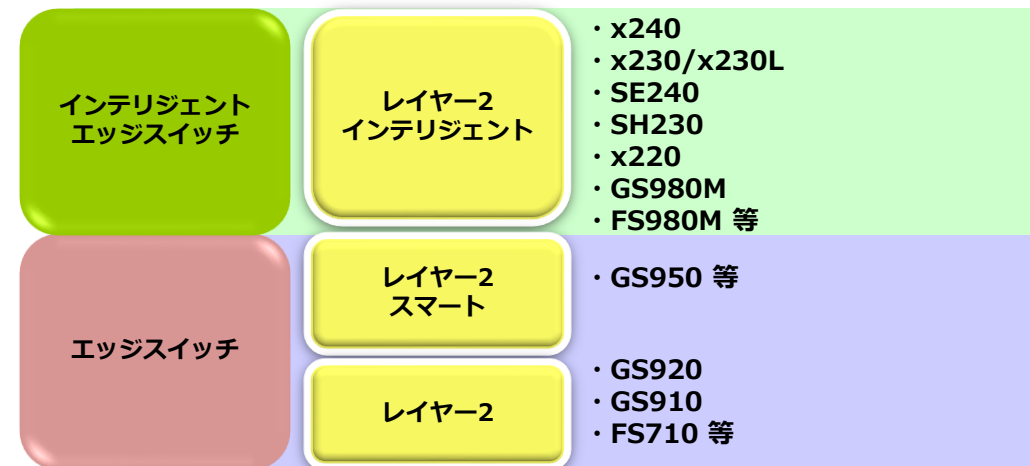 インテリジェント
エッジスイッチ
レイヤー2
インテリジェント
・x240
・x230/x230L
・SE240
・SH230
・x220
・GS980M
・FS980M 等
エッジスイッチ
レイヤー2
スマート
・GS950 等
レイヤー2
・GS920
・GS910
・FS710 等